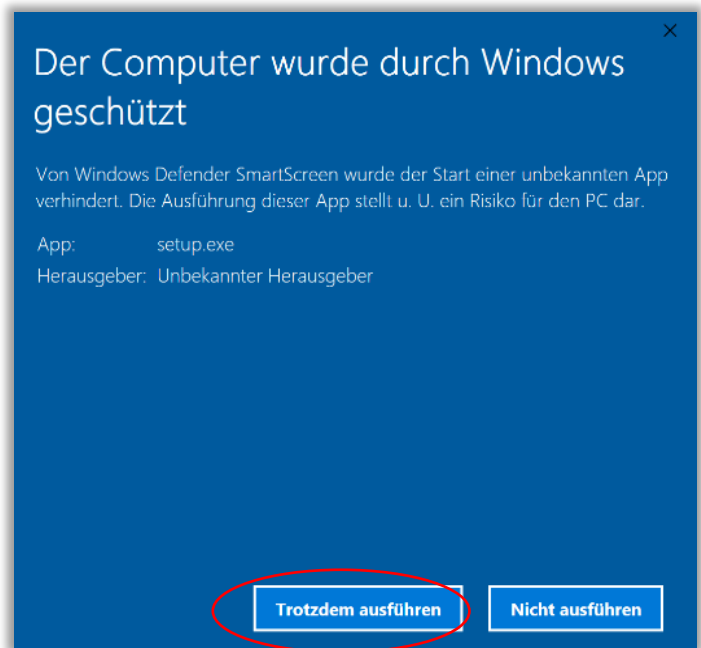 Der Computer wurde durch Windows
geschützt
Von Windows Defender SmartScreen wurde der Start einer unbekannten App
verhindert. Die Ausführung dieser App stellt u. U. ein Risiko für den PC dar.
App: setup.exe
Herausgeber: Unbekannter Herausgeber
Trotzdem ausführen Nicht ausführen